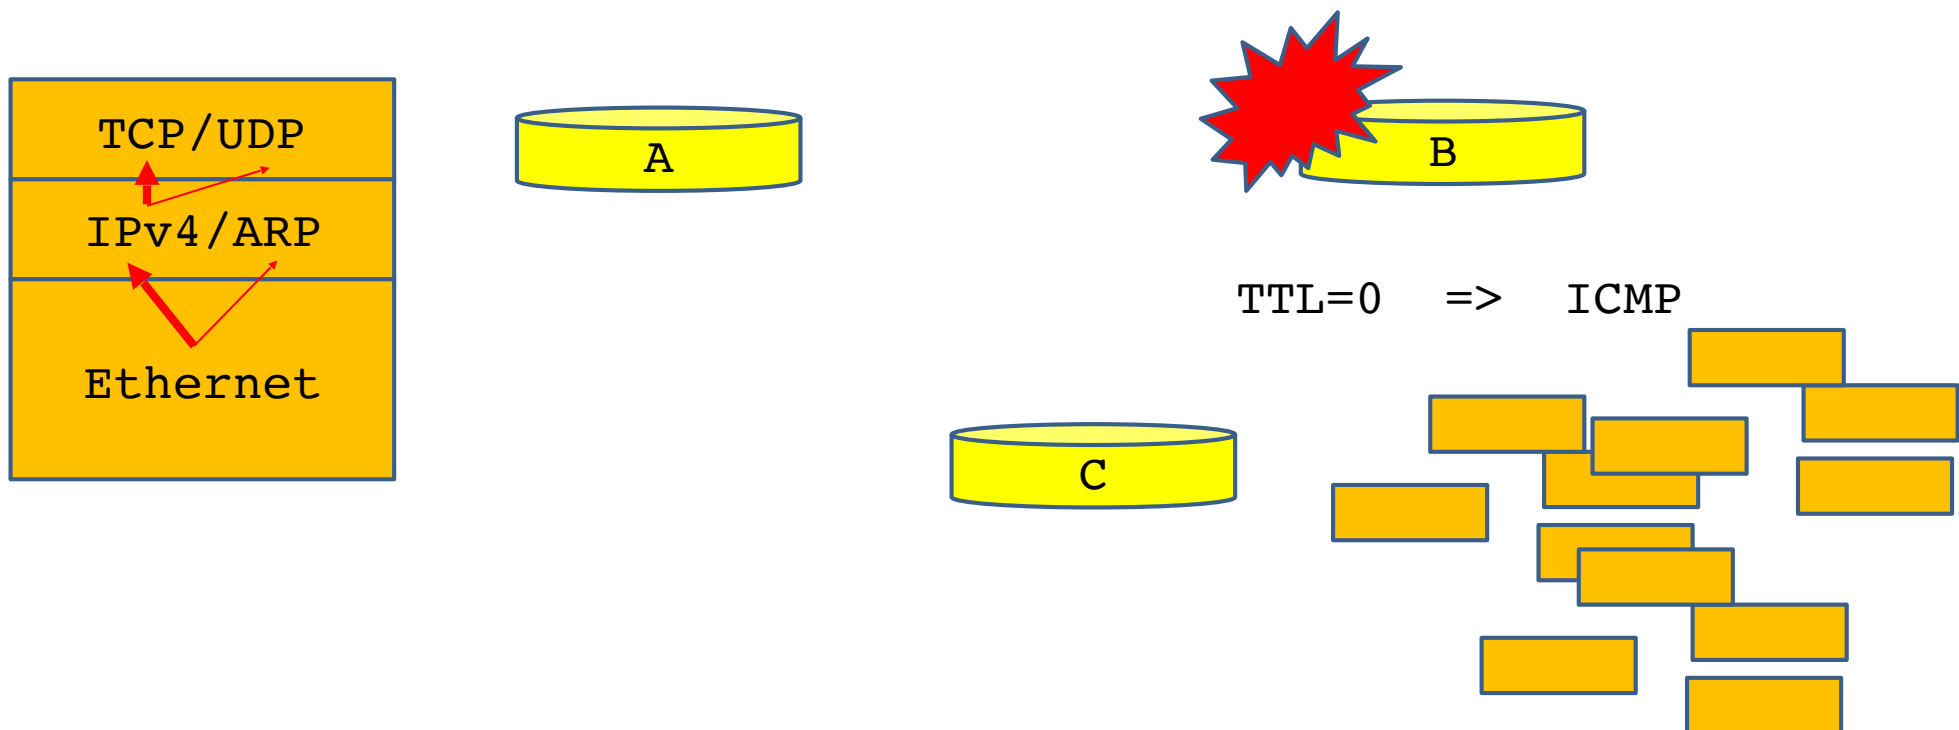 TCP/UDP
IPv4/ARP
Ethernet
A
B
TTL=0 => ICMP
C